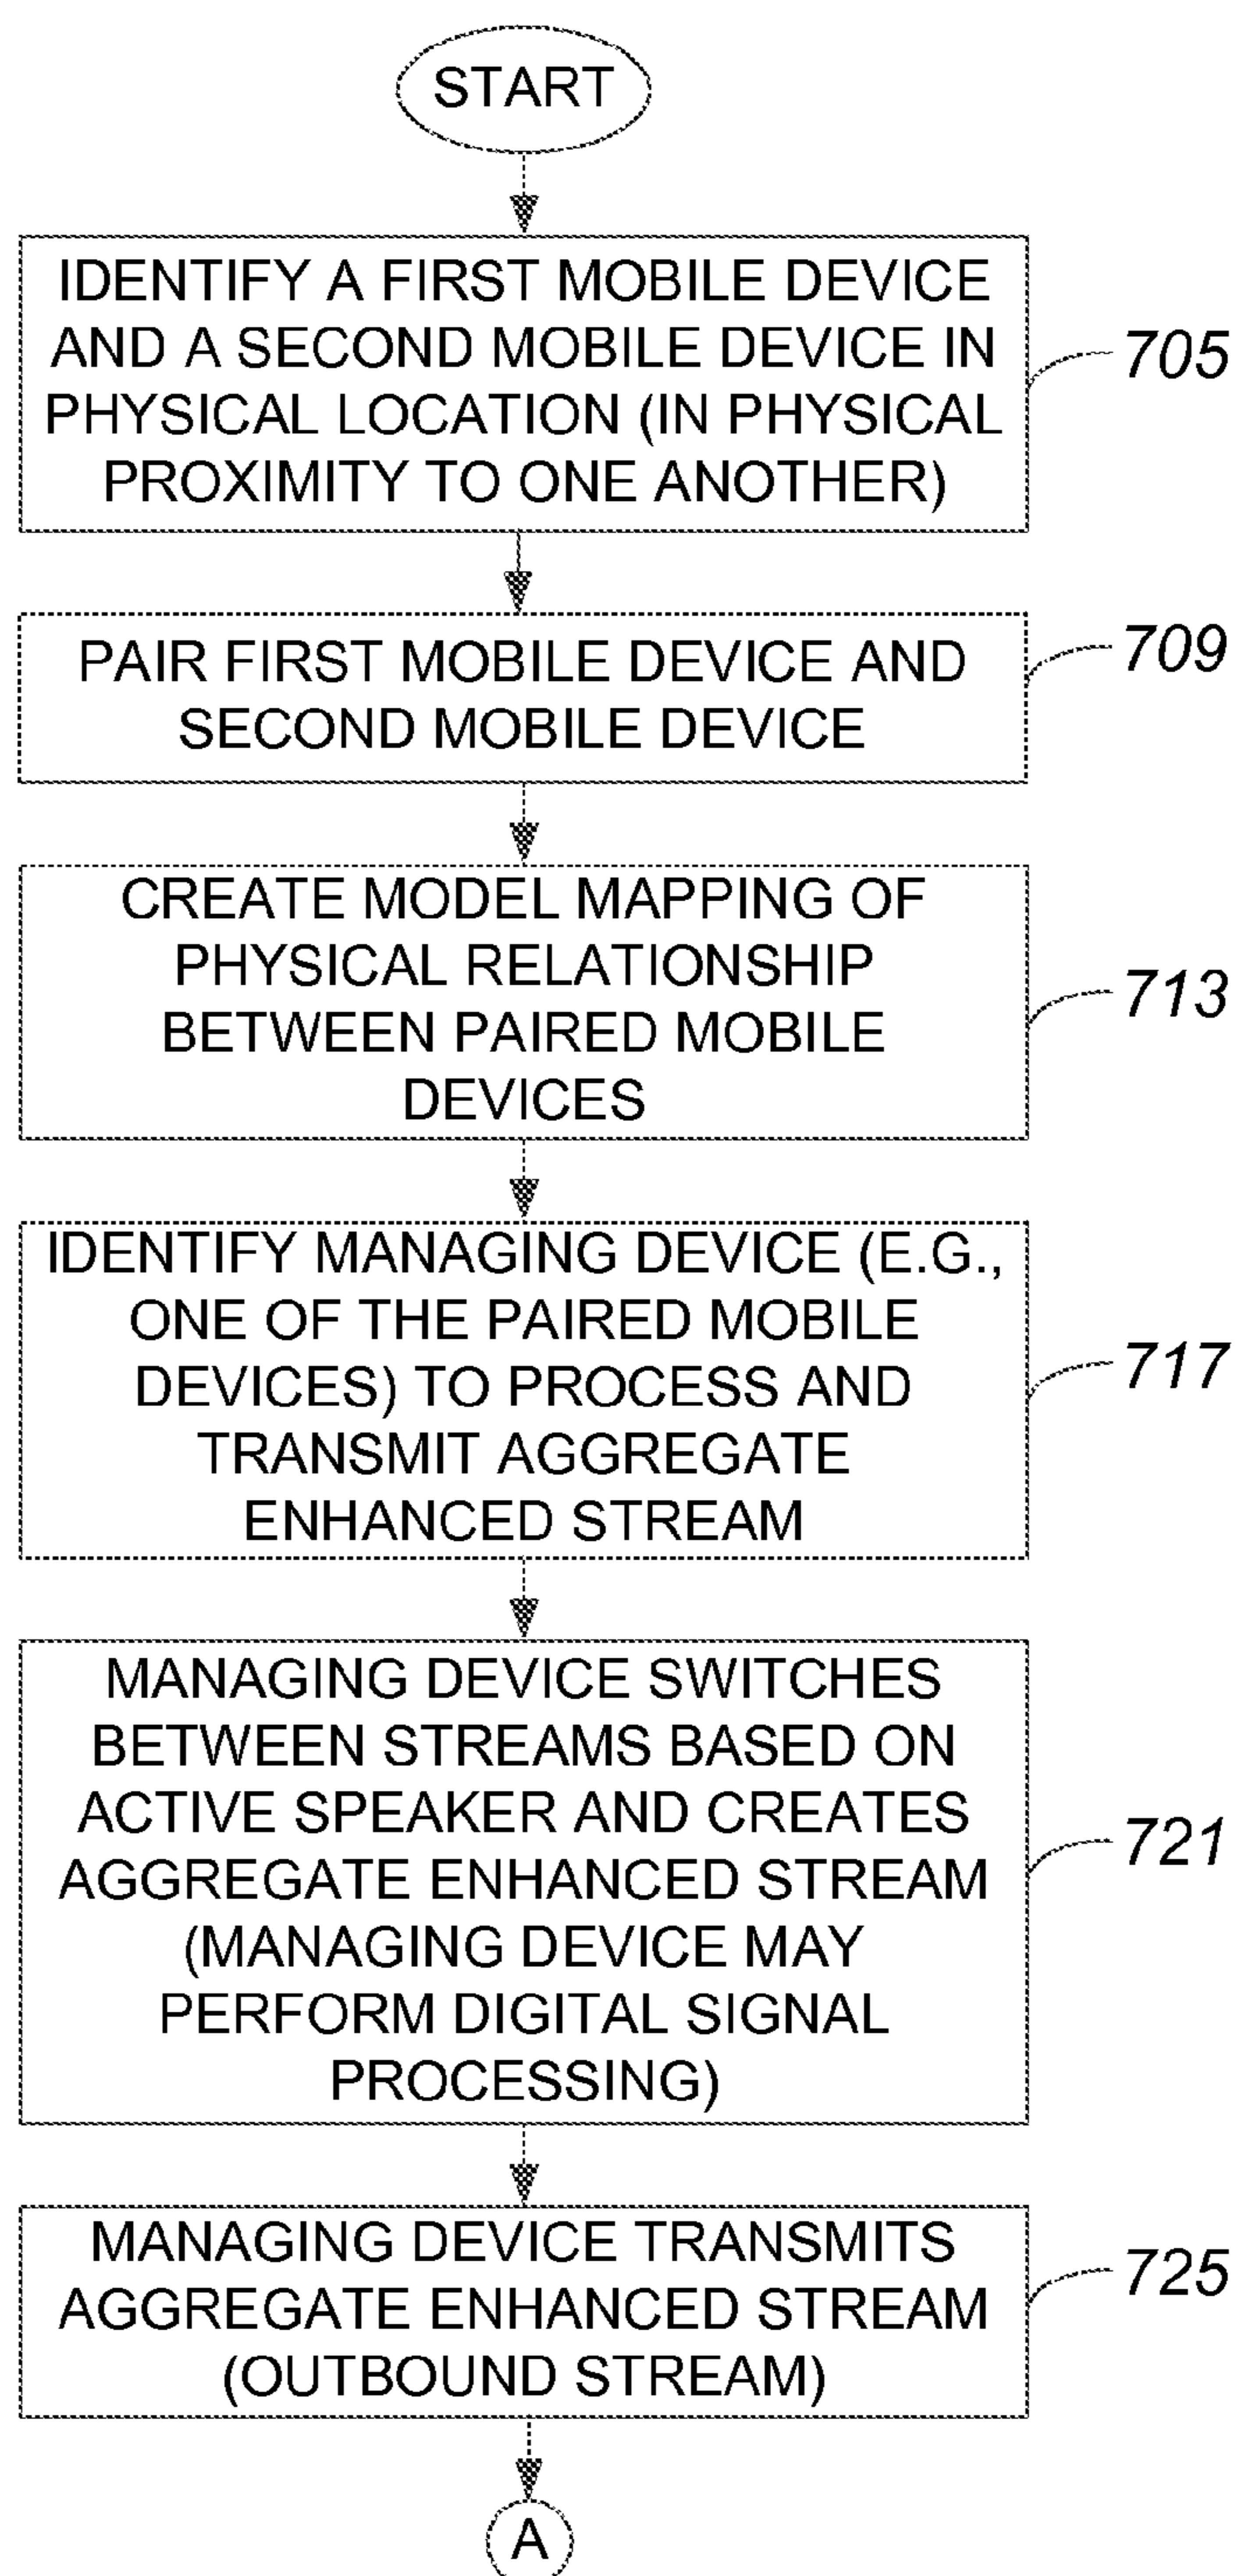 START
IDENTIFY A FIRST MOBILE DEVICE
AND A SECOND MOBILE DEVICE IN
PHYSICAL LOCATION (IN PHYSICAL
PROXIMITY TO ONE ANOTHER)
705
PAIR FIRST MOBILE DEVICE AND
SECOND MOBILE DEVICE
709
CREATE MODEL MAPPING OF
PHYSICAL RELATIONSHIP
BETWEEN PAIRED MOBILE
DEVICES
713
IDENTIFY MANAGING DEVICE (E.G.,
ONE OF THE PAIRED MOBILE
DEVICES) TO PROCESS AND
TRANSMIT AGGREGATE
ENHANCED STREAM
717
MANAGING DEVICE SWITCHES
BETWEEN STREAMS BASED ON
ACTIVE SPEAKER AND CREATES
AGGREGATE ENHANCED STREAM
(MANAGING DEVICE MAY
PERFORM DIGITAL SIGNAL
PROCESSING)
721
MANAGING DEVICE TRANSMITS
AGGREGATE ENHANCED STREAM
(OUTBOUND STREAM)
725
A